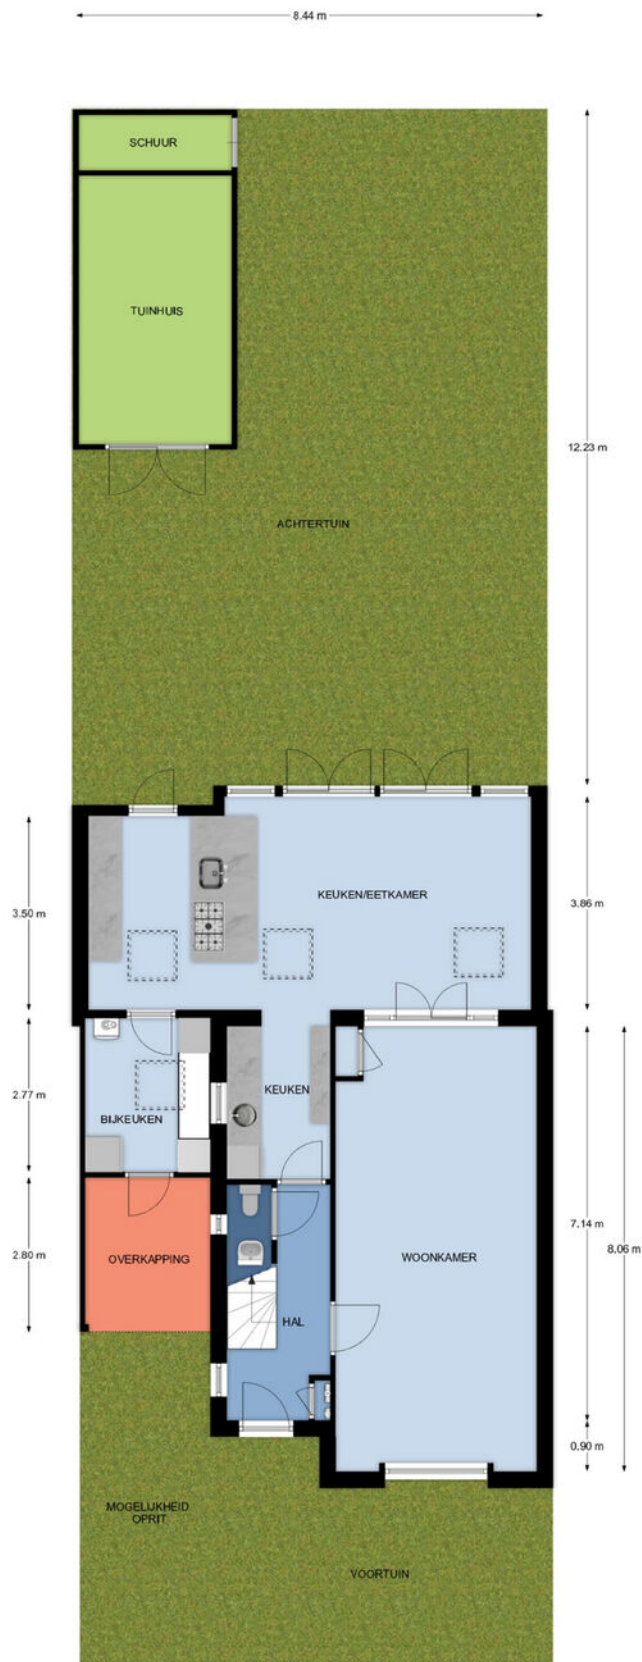 8.44 m
SCHUUR
TUINHUIS
12.23 m
ACHTERTUIN
KEUKEN/EETKAMER
3.50 m
3.86 m
KEUKEN
2.77 m
BIJKEUKEN
7.14 m
8.06 m
2.80 m
OVERKAPPING
WOONKAMER
HAL
0.90 m
MOGELIJKHEID
OPRIT
VOORTUIN